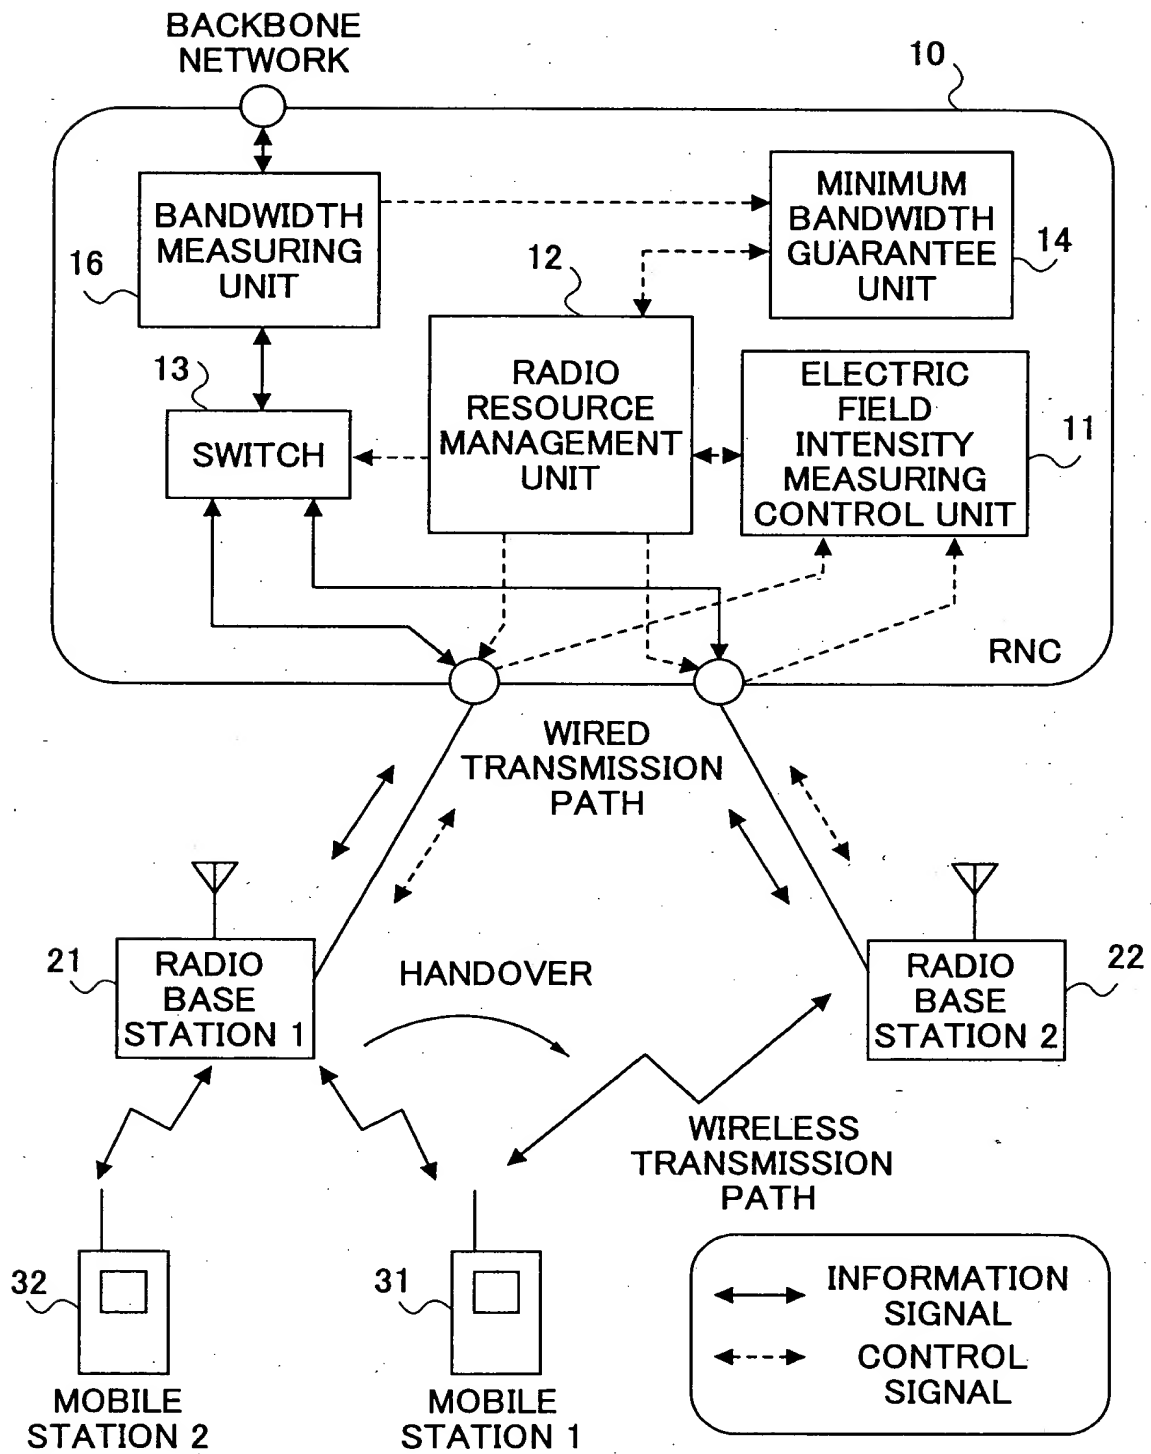 BACKBONE
NETWORK
10
BANDWIDTH
MEASURING
UNIT
16
MINIMUM
BANDWIDTH
GUARANTEE
UNIT
14
12
13
SWITCH
RADIO
RESOURCE
MANAGEMENT
UNIT
ELECTRIC
FIELD
INTENSITY
MEASURING
CONTROL UNIT
11
RNC
WIRED
TRANSMISSION
PATH
21
RADIO
BASE
STATION 1
HANDOVER
RADIO
BASE
STATION 2
22
WIRELESS
TRANSMISSION
PATH
32
MOBILE
STATION 2
31
MOBILE
STATION 1
INFORMATION
SIGNAL
CONTROL
SIGNAL